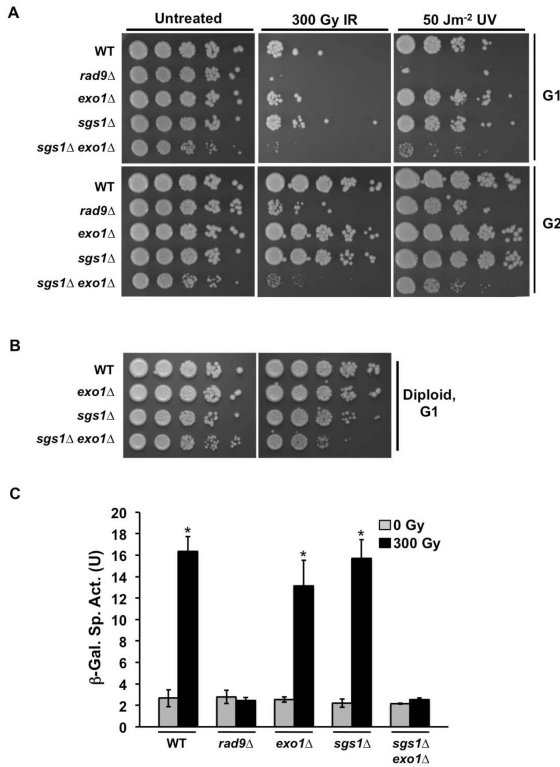 A
Untreated 300 Gy IR 50 Jm-2 UV
WT
rad9Δ
exo1Δ
sgs1Δ
sgs1Δ exo1Δ
G1
WT
rad9Δ
exo1Δ
sgs1Δ
sgs1Δ exo1Δ
G2
B
WT
exo1Δ
sgs1Δ
sgs1Δ exo1Δ
Diploid,
G1
C
β-Gal. Sp. Act. (U)
20
18
16
14
12
10
8
6
4
2
0
* * *
0 Gy
300 Gy
WT rad9Δ exo1Δ sgs1Δ sgs1Δ
exo1Δ